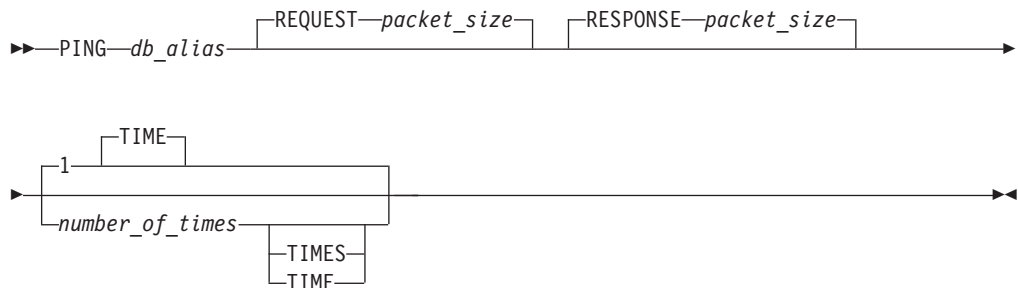 REQUEST packet_size RESPONSE packet_size
PING db_alias
TIME
1
number_of_times
TIMES
TIME